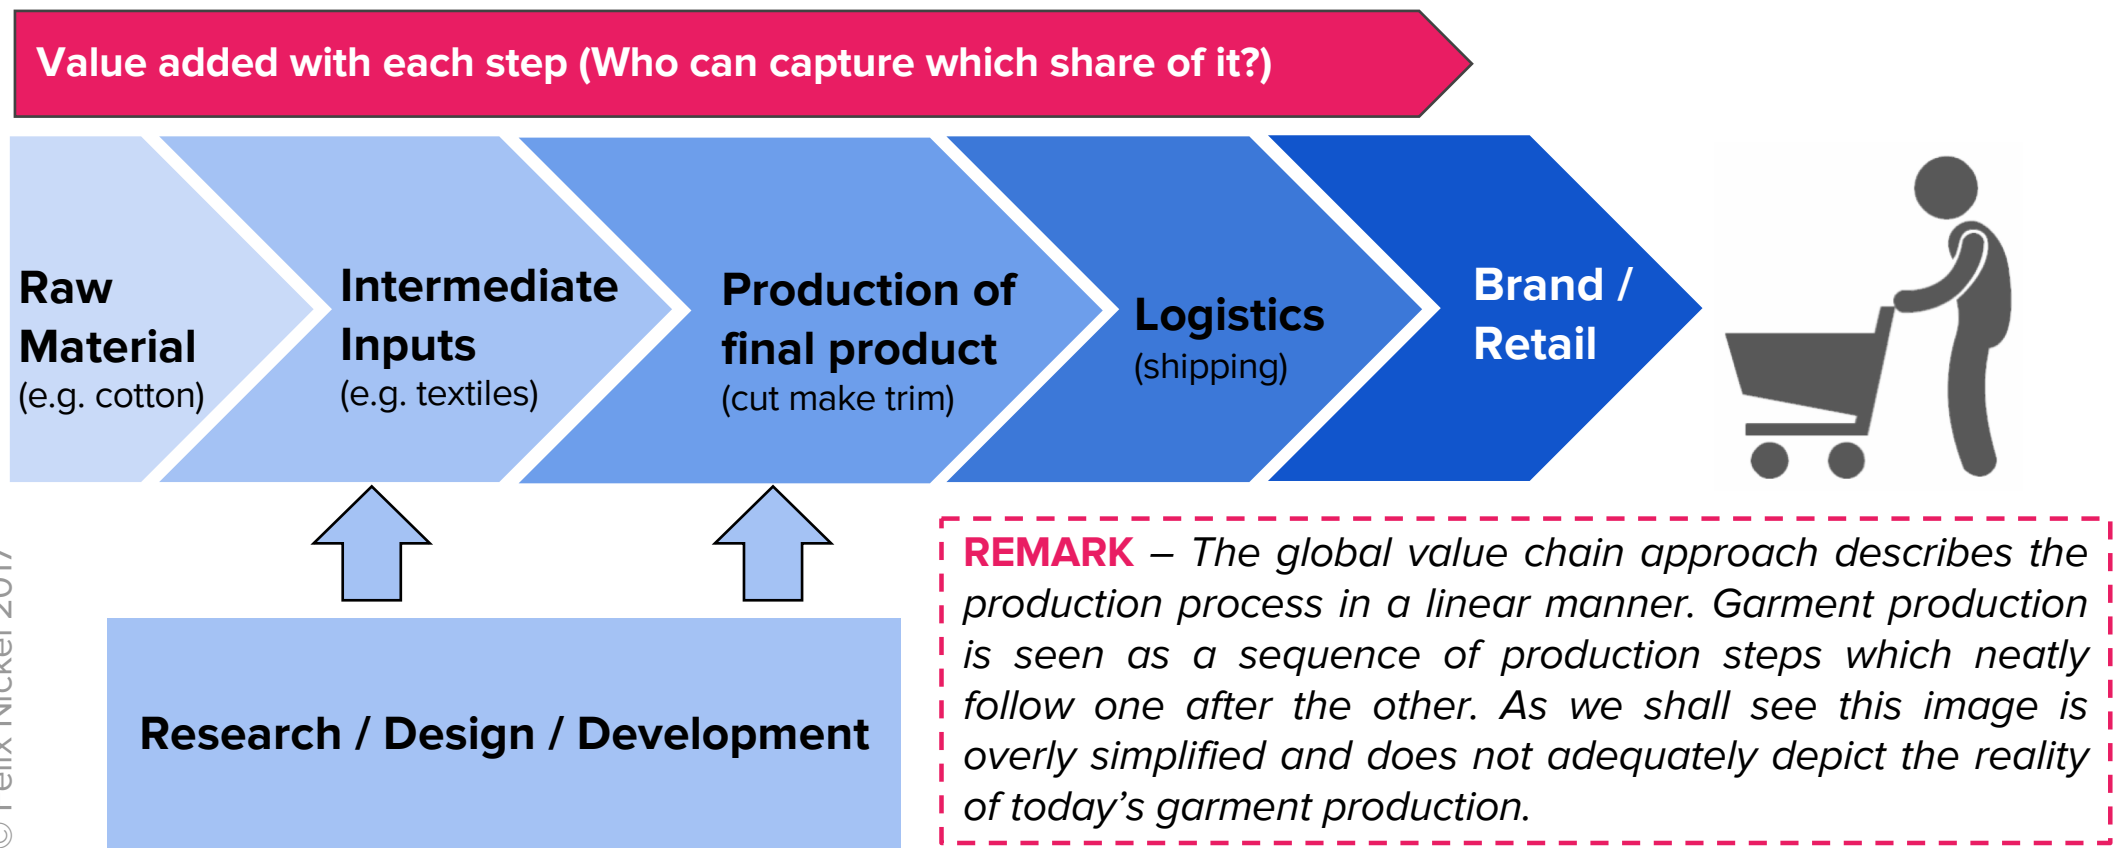 Value added with each step (Who can capture which share of it?)
Raw
Material
(e.g. cotton)
Intermediate
Inputs
(e.g. textiles)
Production of
final product
(cut make trim)
Logistics
(shipping)
Brand /
Retail
Research / Design / Development
REMARK – The global value chain approach describes the
production process in a linear manner. Garment production
is seen as a sequence of production steps which neatly
follow one after the other. As we shall see this image is
overly simplified and does not adequately depict the reality
of today's garment production.
© Felix Nickel 2017